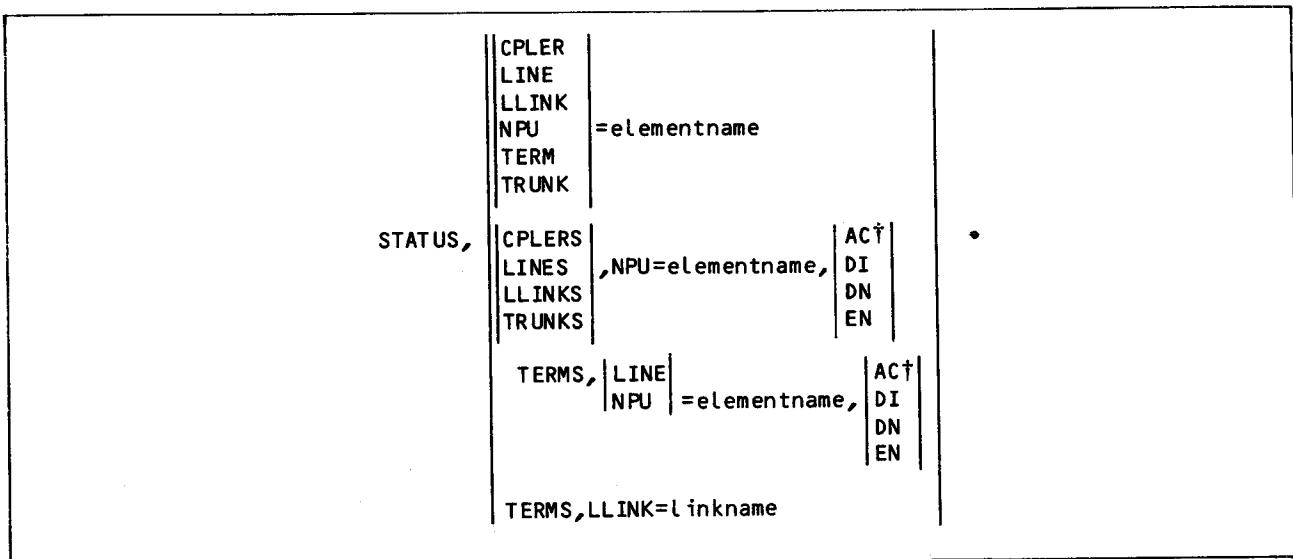 CPLER
LINE
LLINK
NPU =elementname
TERM
TRUNK
STATUS, CPLERS AC† .
LINES ,NPU=elementname, DI
LLINKS DN
TRUNKS EN
TERMS, LINE AC†
NPU =elementname, DI
DN
EN
TERMS,LLINK=linkname